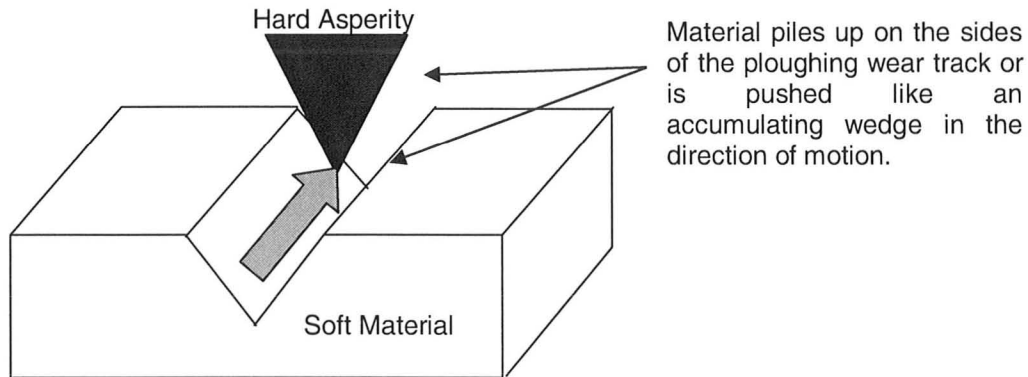 Hard Asperity
Material piles up on the sides
of the ploughing wear track or
is pushed like an
accumulating wedge in the
direction of motion.
Soft Material